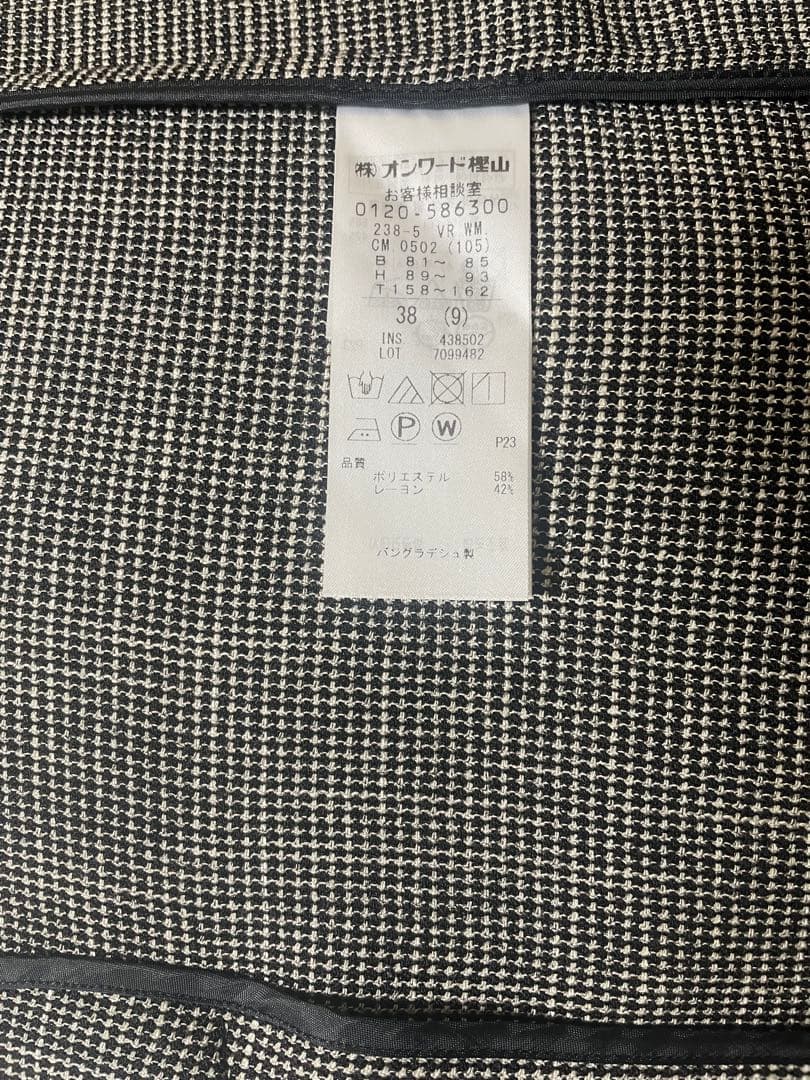 ㈱オンワード樫山
お客様相談室
0120-586300
238-5 VR WM.
CM 0502 (105)
B 81〜 85
H 89〜 93
T158〜162
38 (9)
INS 438502
LOT 7099482
P W
P23
品質
ポリエステル 58%
レーヨン 42%
バングラデシュ製